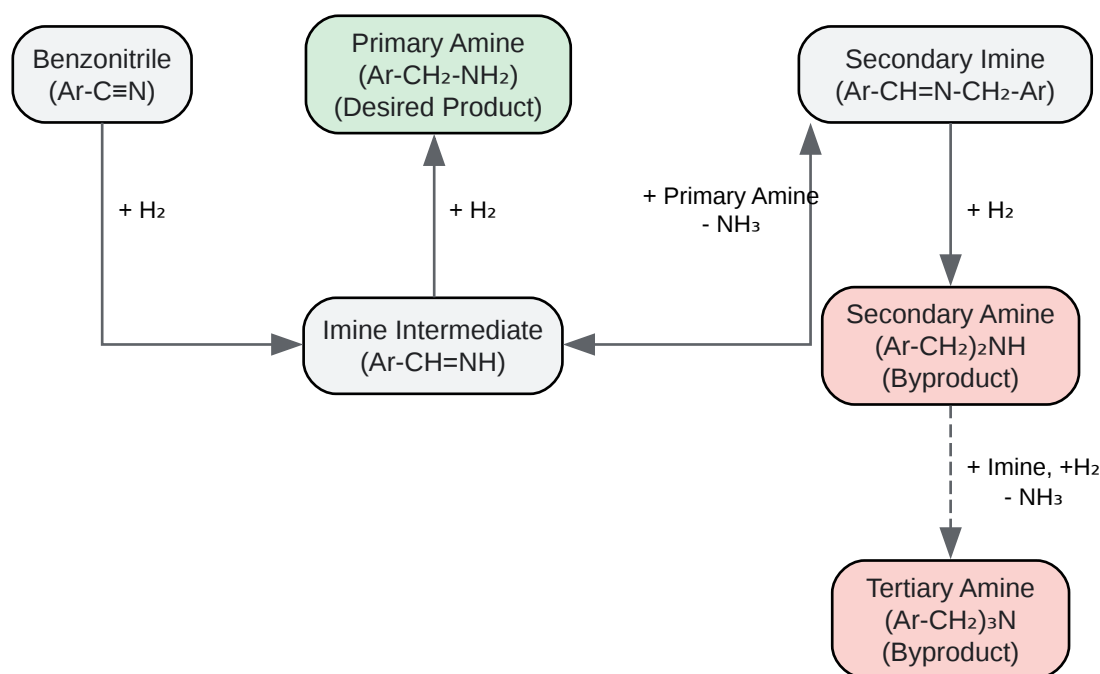 Benzonitrile
(Ar-C≡N)
Primary Amine
(Ar-CH₂-NH₂)
(Desired Product)
Secondary Imine
(Ar-CH=N-CH₂-Ar)
+ H₂
+ H₂
+ Primary Amine
- NH₃
+ H₂
Imine Intermediate
(Ar-CH=NH)
Secondary Amine
(Ar-CH₂)₂NH
(Byproduct)
+ Imine, +H₂
- NH₃
Tertiary Amine
(Ar-CH₂)₃N
(Byproduct)